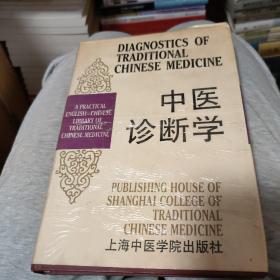 DIAGNOSTICS OF
TRADITIONAL
CHINESE MEDICINE
A PRACTICAL
ENGLISH-CHINESE
LIBRARY OF
TRADITIONAL
CHINESE MEDICINE
中医
诊断学
PUBLISHING HOUSE OF
SHANGHAI COLLEGE OF
TRADITIONAL
CHINESE MEDICINE
上海中医学院出版社